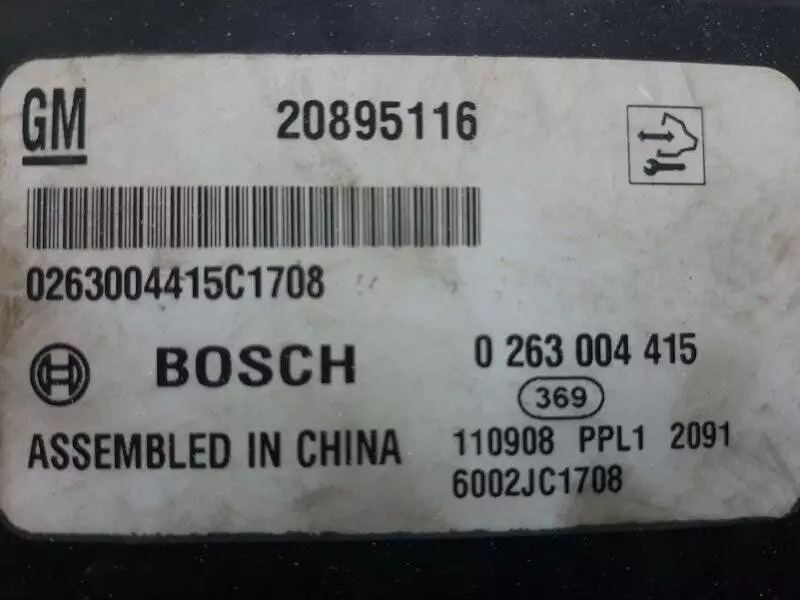 GM 20895116
0263004415C1708
BOSCH 0 263 004 415
369
ASSEMBLED IN CHINA 110908 PPL1 2091
6002JC1708